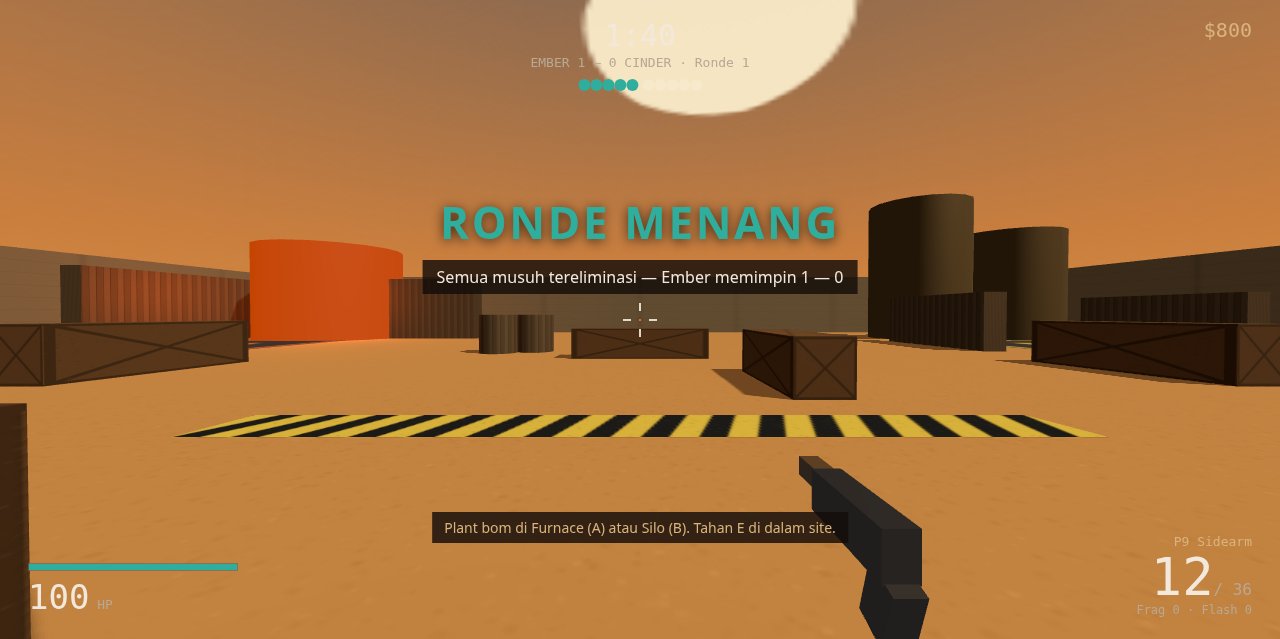 1:40
$800
EMBER 1 — 0 CINDER · Ronde 1
RONDE MENANG
Semua musuh tereliminasi — Ember memimpin 1 — 0
Plant bom di Furnace (A) atau Silo (B). Tahan E di dalam site.
100 HP
P9 Sidearm
12 / 36
Frag 0 · Flash 0